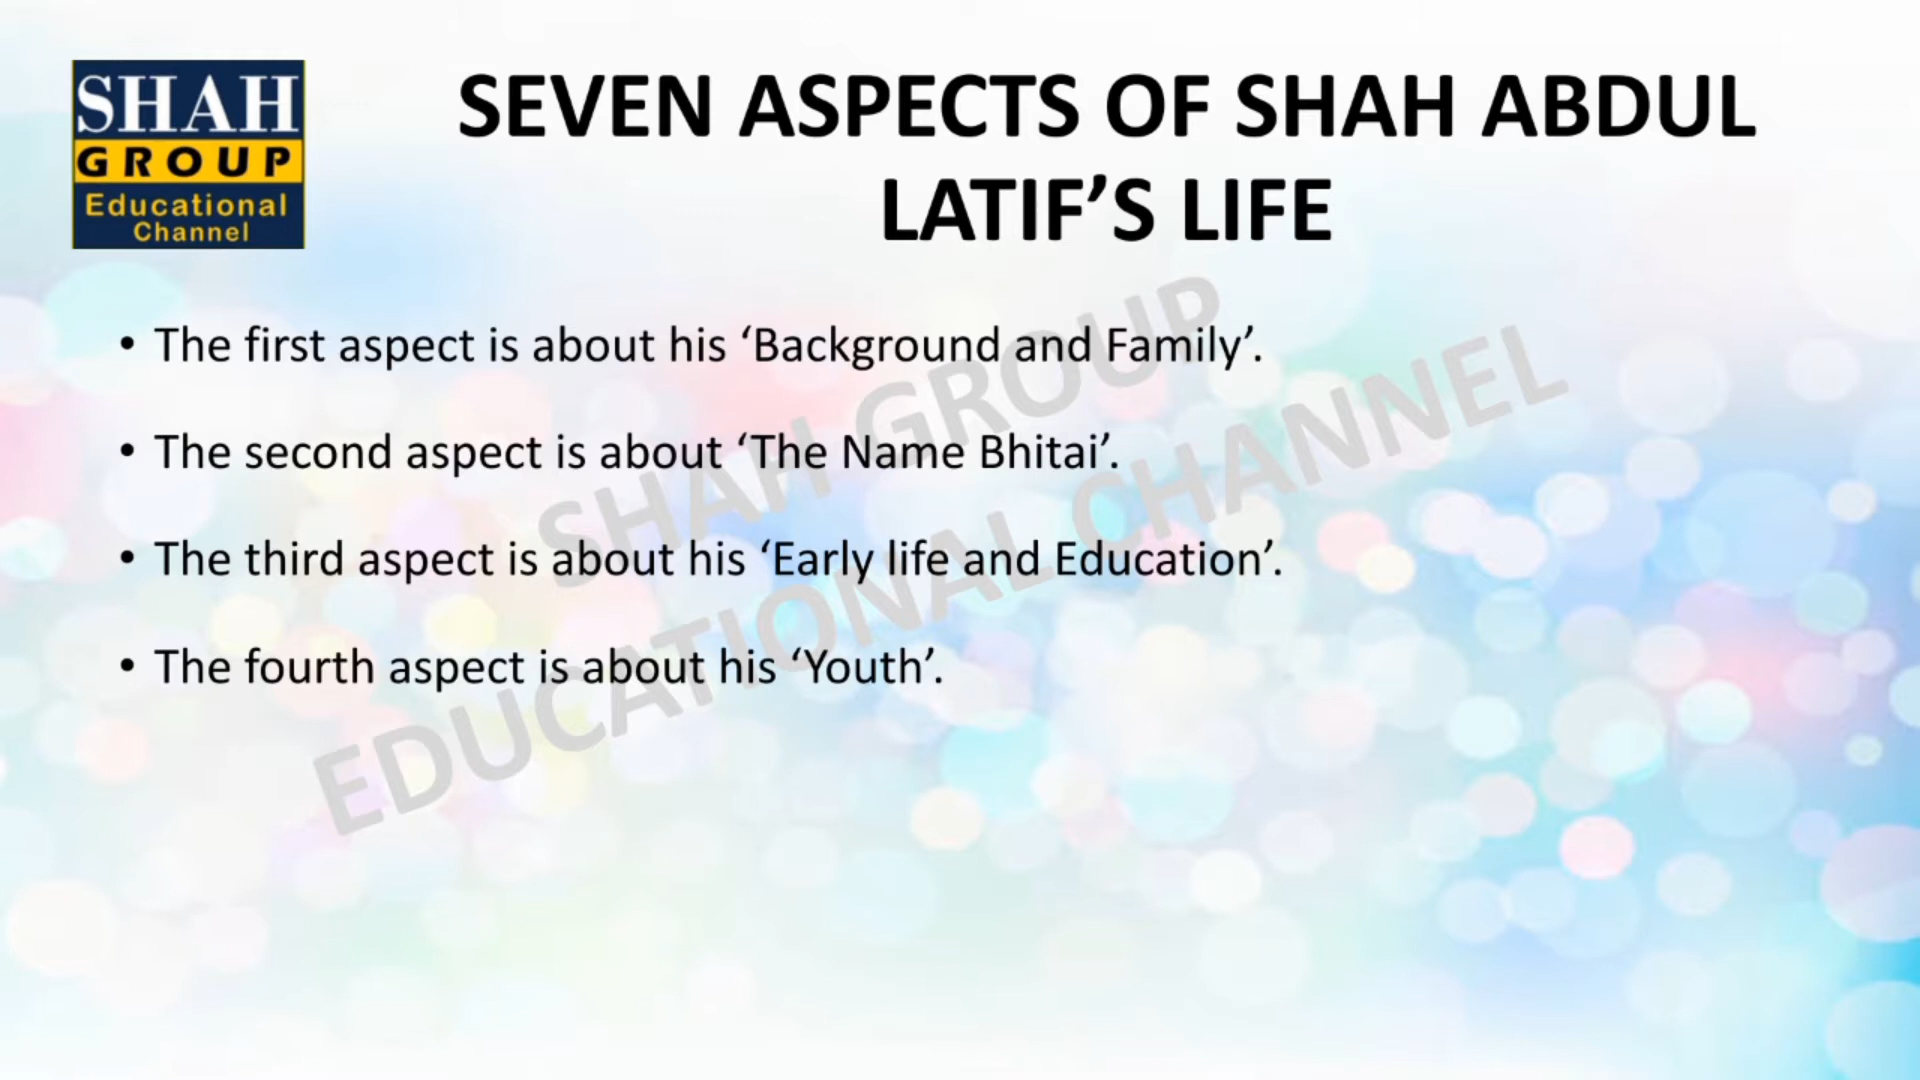 SHAH
GROUP
Educational
Channel
SEVEN ASPECTS OF SHAH ABDUL
LATIF’S LIFE
• The first aspect is about his ‘Background and Family’.
• The second aspect is about ‘The Name Bhitai’.
• The third aspect is about his ‘Early life and Education’.
• The fourth aspect is about his ‘Youth’.
SHAH GROUP
EDUCATIONAL CHANNEL